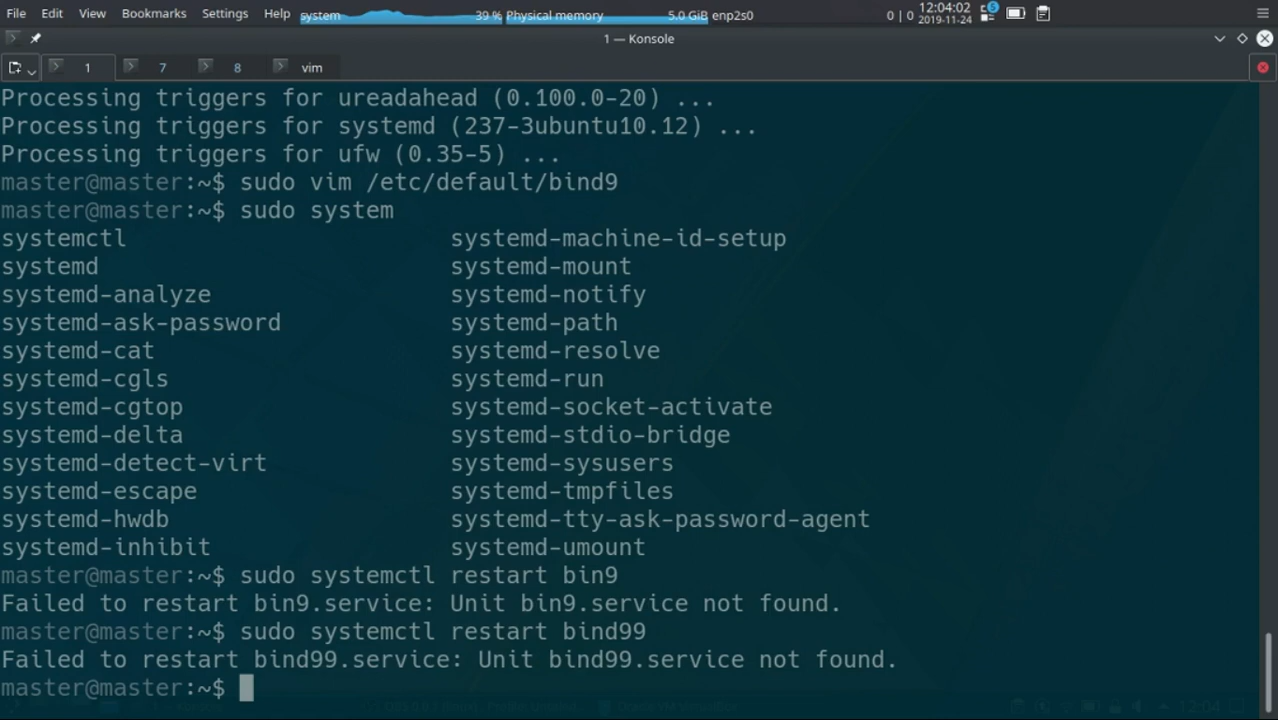 File Edit View Bookmarks Settings Help system 39 % Physical memory 5.0 GiB enp2s0 0 | 0 12:04:02 5
2019-11-24
1 — Konsole
1 7 8 vim
Processing triggers for ureadahead (0.100.0-20) ...
Processing triggers for systemd (237-3ubuntu10.12) ...
Processing triggers for ufw (0.35-5) ...
master@master:~$ sudo vim /etc/default/bind9
master@master:~$ sudo system
systemctl systemd-machine-id-setup
systemd systemd-mount
systemd-analyze systemd-notify
systemd-ask-password systemd-path
systemd-cat systemd-resolve
systemd-cgls systemd-run
systemd-cgtop systemd-socket-activate
systemd-delta systemd-stdio-bridge
systemd-detect-virt systemd-sysusers
systemd-escape systemd-tmpfiles
systemd-hwdb systemd-tty-ask-password-agent
systemd-inhibit systemd-umount
master@master:~$ sudo systemctl restart bin9
Failed to restart bin9.service: Unit bin9.service not found.
master@master:~$ sudo systemctl restart bind99
Failed to restart bind99.service: Unit bind99.service not found.
master@master:~$
12:04